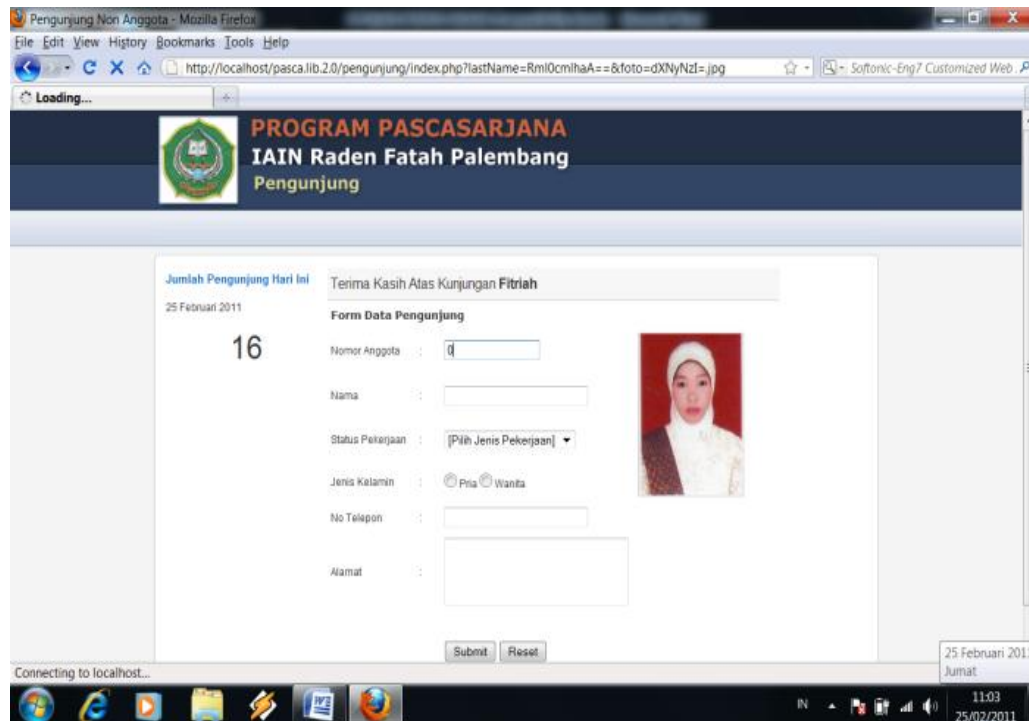 Pengunjung Non Anggota - Mozilla Firefox
File Edit View History Bookmarks Tools Help
http://localhost/pasca.lib.2.0/pengunjung/index.php?lastName=Rml0cmlhaA==&foto=dXNyNzI=.jpg
Softonic-Eng7 Customized Web
Loading...
PROGRAM PASCASARJANA
IAIN Raden Fatah Palembang
Pengunjung
Jumlah Pengunjung Hari Ini
25 Februari 2011
16
Terima Kasih Atas Kunjungan Fitriah
Form Data Pengunjung
Nomor Anggota : 0
Nama :
Status Pekerjaan : [Pilih Jenis Pekerjaan]
Jenis Kelamin : Pria Wanita
No Telepon :
Alamat :
Submit Reset
Connecting to localhost...
25 Februari 201
Jumat
IN
11:03
25/02/2011